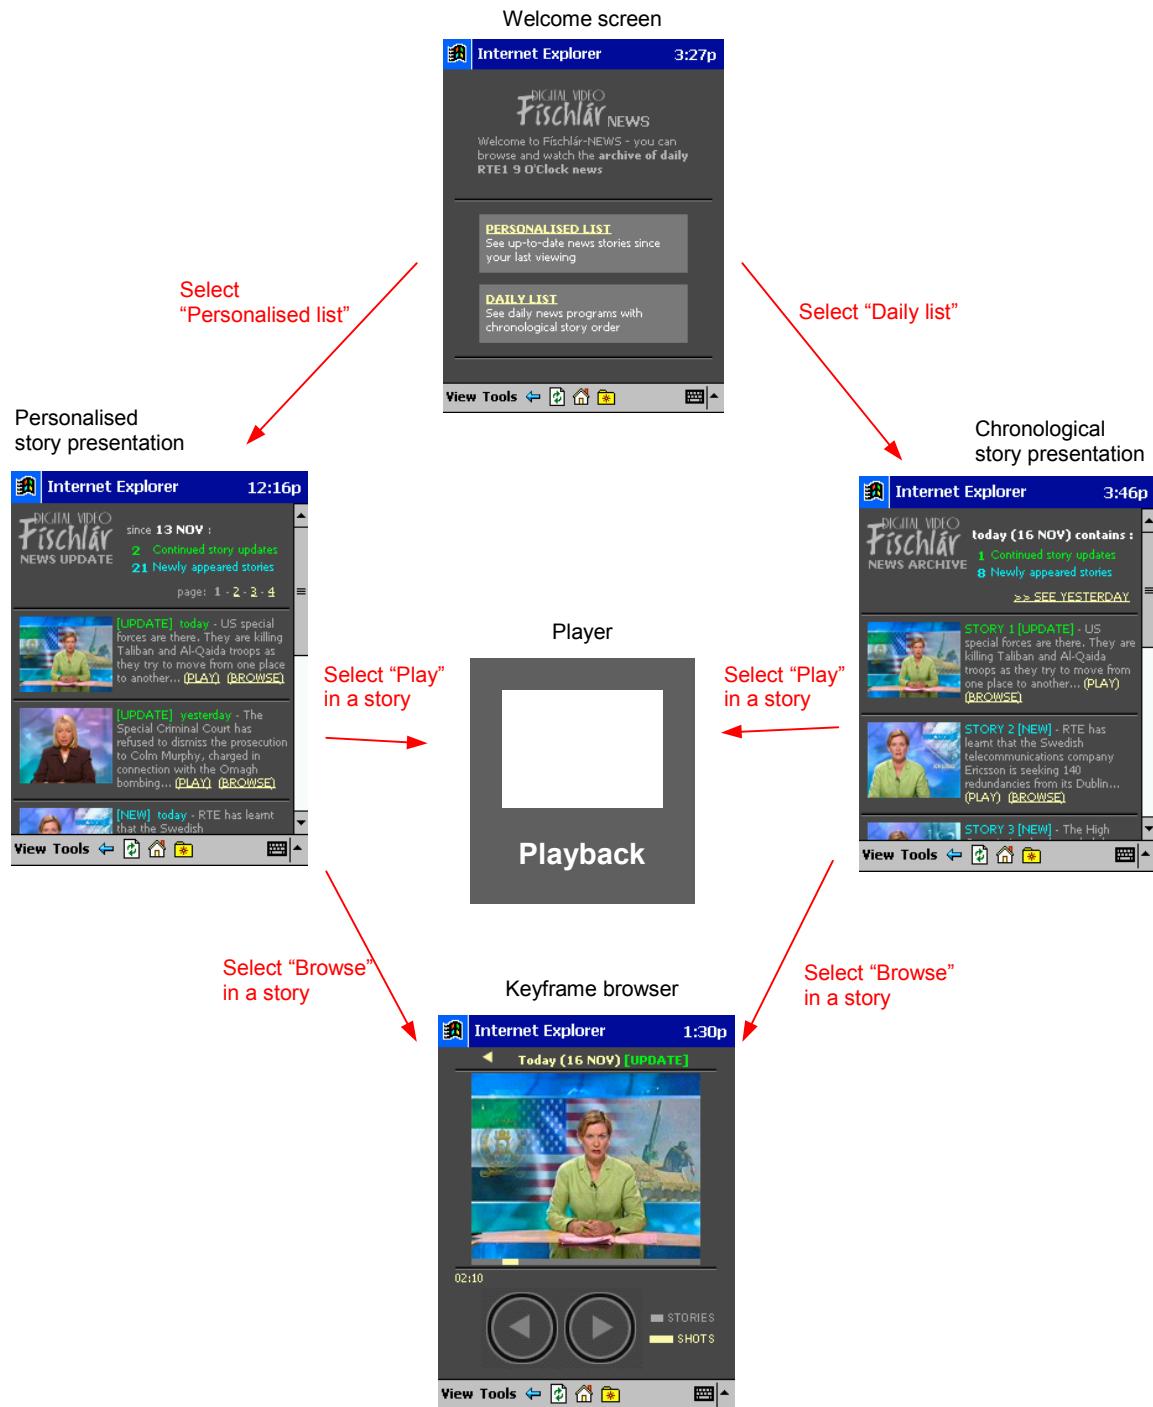 Welcome screen
Internet Explorer 3:27p
DIGITAL VIDEO
Físchlár NEWS
Welcome to Físchlár-NEWS - you can
browse and watch the archive of daily
RTE1 9 O'Clock news
PERSONALISED LIST
See up-to-date news stories since
your last viewing
DAILY LIST
See daily news programs with
chronological story order
View Tools
Select
“Personalised list”
Select “Daily list”
Personalised
story presentation
Internet Explorer 12:16p
DIGITAL VIDEO
Físchlár
NEWS UPDATE
since 13 NOV :
2 Continued story updates
21 Newly appeared stories
page: 1 - 2 - 3 - 4
[UPDATE] today - US special
forces are there. They are killing
Taliban and Al-Qaida troops as
they try to move from one place
to another... (PLAY) (BROWSE)
[UPDATE] yesterday - The
Special Criminal Court has
refused to dismiss the prosecution
to Colm Murphy, charged in
connection with the Omagh
bombing... (PLAY) (BROWSE)
[NEW] today - RTE has learnt
that the Swedish
View Tools
Chronological
story presentation
Internet Explorer 3:46p
DIGITAL VIDEO
Físchlár
NEWS ARCHIVE
today (16 NOV) contains :
1 Continued story updates
8 Newly appeared stories
>> SEE YESTERDAY
STORY 1 [UPDATE] - US
special forces are there. They are
killing Taliban and Al-Qaida
troops as they try to move from
one place to another... (PLAY)
(BROWSE)
STORY 2 [NEW] - RTE has
learnt that the Swedish
telecommunications company
Ericsson is seeking 140
redundancies from its Dublin...
(PLAY) (BROWSE)
STORY 3 [NEW] - The High
View Tools
Player
Playback
Select “Play”
in a story
Select “Play”
in a story
Select “Browse”
in a story
Select “Browse”
in a story
Keyframe browser
Internet Explorer 1:30p
Today (16 NOV) [UPDATE]
02:10
STORIES
SHOTS
View Tools